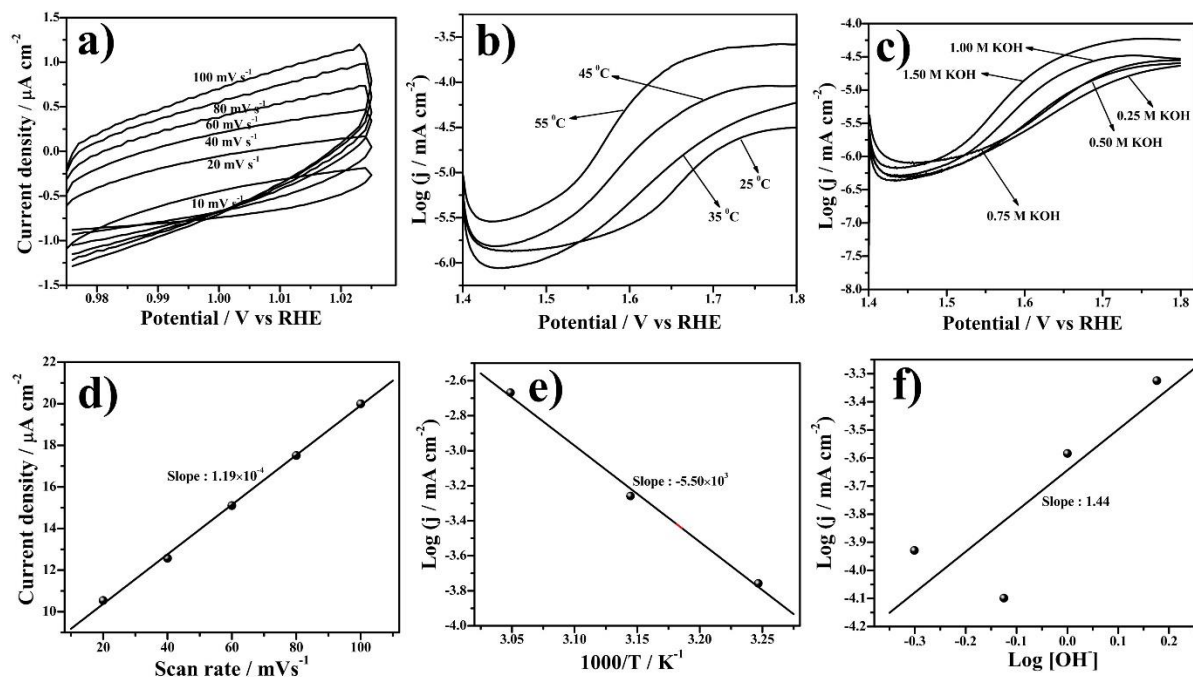 a)
100 mV s⁻¹
80 mV s⁻¹
60 mV s⁻¹
40 mV s⁻¹
20 mV s⁻¹
10 mV s⁻¹
Current density / μA cm⁻²
1.5
1.0
0.5
0.0
-0.5
-1.0
-1.5
0.98 0.99 1.00 1.01 1.02
Potential / V vs RHE
b)
55 ⁰C
45 ⁰C
35 ⁰C
25 ⁰C
Log (j / mA cm⁻²)
-3.5
-4.0
-4.5
-5.0
-5.5
-6.0
1.4 1.5 1.6 1.7 1.8
Potential / V vs RHE
c)
1.00 M KOH
1.50 M KOH
0.25 M KOH
0.50 M KOH
0.75 M KOH
Log (j / mA cm⁻²)
-4.0
-4.5
-5.0
-5.5
-6.0
-6.5
-7.0
-7.5
-8.0
1.4 1.5 1.6 1.7 1.8
Potential / V vs RHE
d)
Slope : 1.19×10⁻⁴
Current density / μA cm⁻²
22
20
18
16
14
12
10
20 40 60 80 100
Scan rate / mVs⁻¹
e)
Slope : -5.50×10³
Log (j / mA cm⁻²)
-2.6
-2.8
-3.0
-3.2
-3.4
-3.6
-3.8
-4.0
3.05 3.10 3.15 3.20 3.25
1000/T / K⁻¹
f)
Slope : 1.44
Log (j / mA cm⁻²)
-3.3
-3.4
-3.5
-3.6
-3.7
-3.8
-3.9
-4.0
-4.1
-4.2
-0.3 -0.2 -0.1 0.0 0.1 0.2
Log [OH⁻]